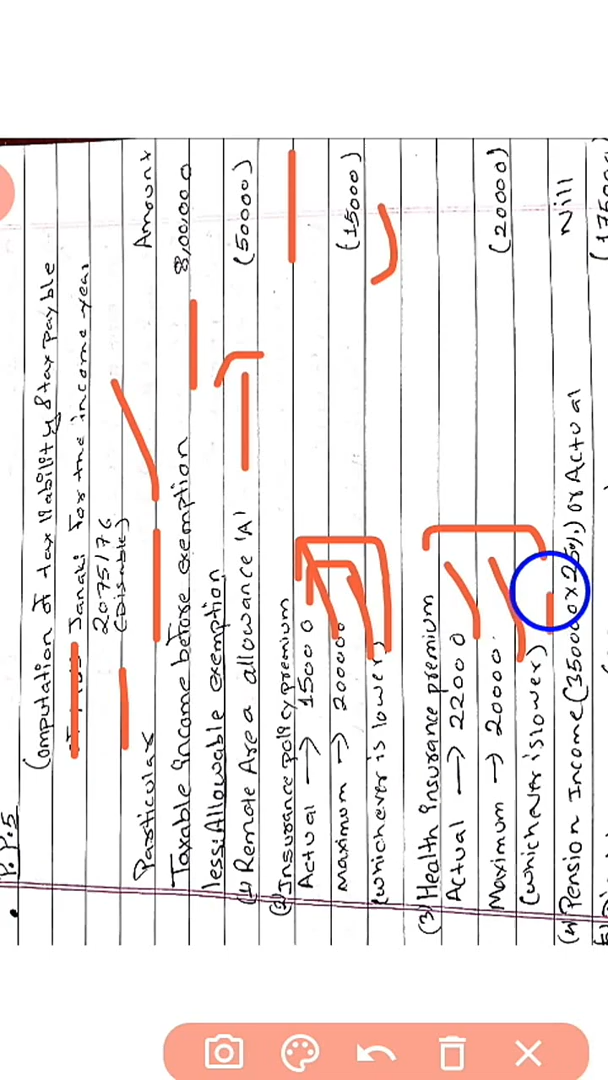 P.P.5
Computation of tax liability & tax payble
Janaki for the income year
2075/76
(Disable)
Particular Amount
Taxable income before exemption 8,00,000
less: Allowable exemption
(1) Remote Area allowance 'A' (50000)
(2) Insurance policy premium
Actual → 15000
Maximum → 20000 (15000)
(whichever is lower)
(3) Health insurance premium
Actual → 22000
Maximum → 20000 (20000)
(whichever is lower)
(4) Pension Income (350000 x 25%) or Actual Nill